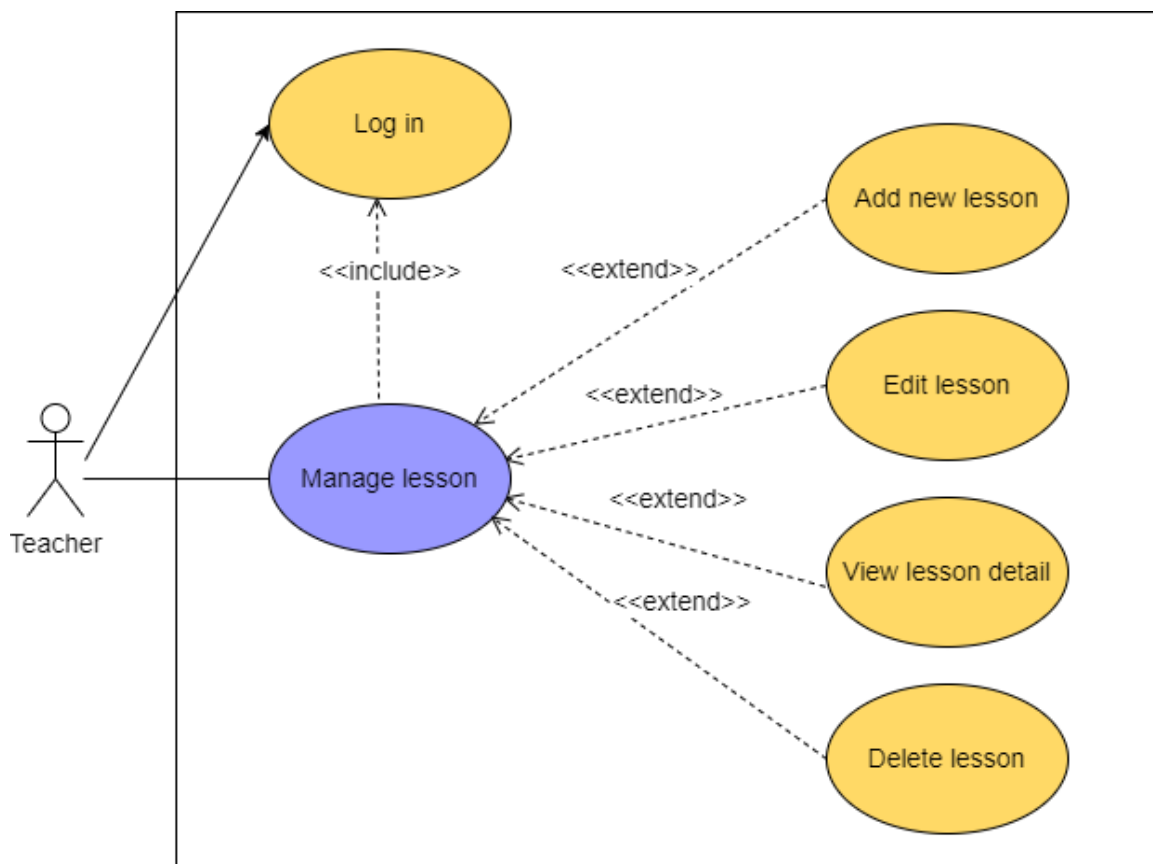 Log in
Add new lesson
<<include>>
<<extend>>
Edit lesson
<<extend>>
Manage lesson
<<extend>>
Teacher
View lesson detail
<<extend>>
Delete lesson